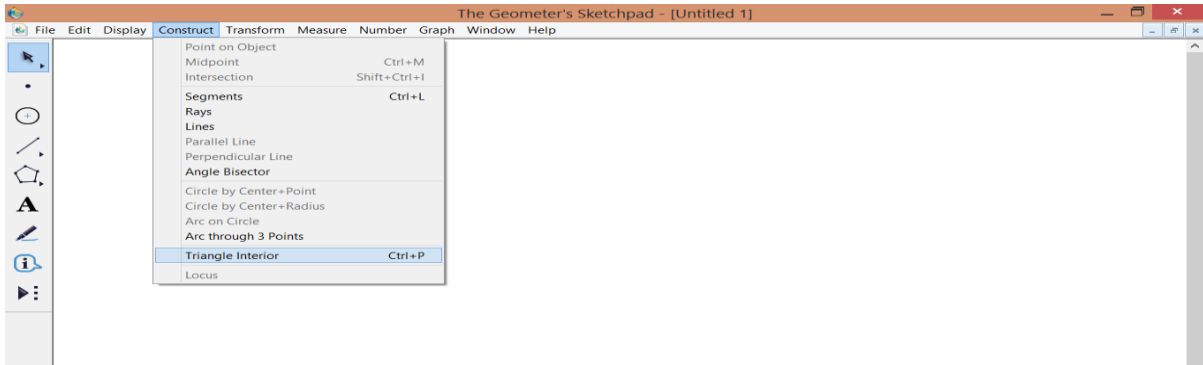 The Geometer's Sketchpad - [Untitled 1]
File Edit Display Construct Transform Measure Number Graph Window Help
Point on Object
Midpoint Ctrl+M
Intersection Shift+Ctrl+I
Segments Ctrl+L
Rays
Lines
Parallel Line
Perpendicular Line
Angle Bisector
Circle by Center+Point
Circle by Center+Radius
Arc on Circle
Arc through 3 Points
Triangle Interior Ctrl+P
Locus
A
i